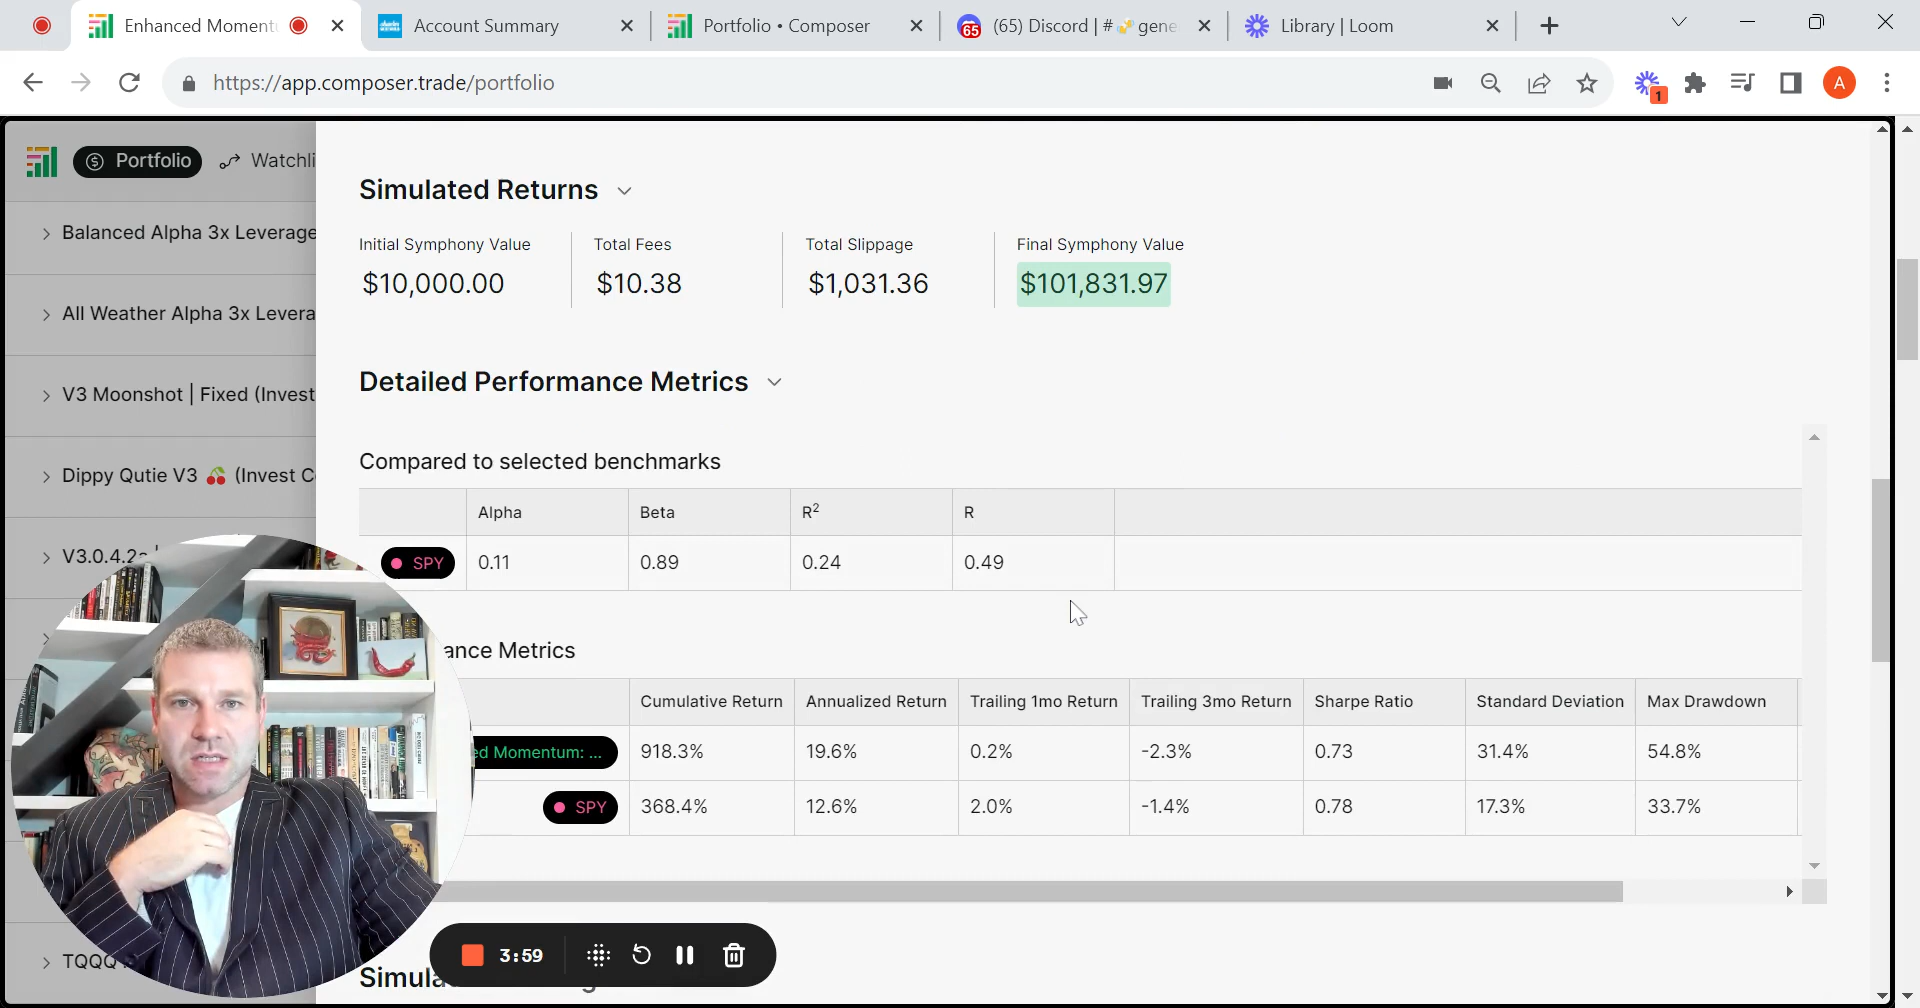 Enhanced Moment
Account Summary
Portfolio • Composer
(65) Discord | # gene
Library | Loom
65
https://app.composer.trade/portfolio
1
A
Portfolio
Watchli
Balanced Alpha 3x Leverage
All Weather Alpha 3x Levera
V3 Moonshot | Fixed (Invest
Dippy Qutie V3 🍒 (Invest C
V3.0.4.2a
TQQQ
Simulated Returns
Initial Symphony Value
Total Fees
Total Slippage
Final Symphony Value
$10,000.00
$10.38
$1,031.36
$101,831.97
Detailed Performance Metrics
Compared to selected benchmarks
Alpha
Beta
R²
R
SPY
0.11
0.89
0.24
0.49
ance Metrics
Cumulative Return
Annualized Return
Trailing 1mo Return
Trailing 3mo Return
Sharpe Ratio
Standard Deviation
Max Drawdown
ed Momentum: ...
918.3%
19.6%
0.2%
-2.3%
0.73
31.4%
54.8%
SPY
368.4%
12.6%
2.0%
-1.4%
0.78
17.3%
33.7%
3:59
Simula